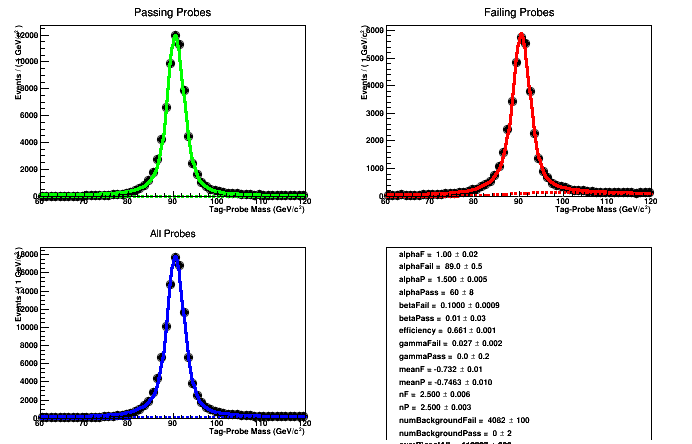 Passing Probes
Events / ( 1 GeV/c² )
12000
10000
8000
6000
4000
2000
0
60 70 80 90 100 110 120
Tag-Probe Mass (GeV/c²)
Failing Probes
Events / ( 1 GeV/c² )
6000
5000
4000
3000
2000
1000
0
60 70 80 90 100 110 120
Tag-Probe Mass (GeV/c²)
All Probes
Events / ( 1 GeV/c² )
18000
16000
14000
12000
10000
8000
6000
4000
2000
0
60 70 80 90 100 110 120
Tag-Probe Mass (GeV/c²)
alphaF = 1.00 ± 0.02
alphaFail = 89.0 ± 0.5
alphaP = 1.500 ± 0.005
alphaPass = 60 ± 8
betaFail = 0.1000 ± 0.0009
betaPass = 0.01 ± 0.03
efficiency = 0.661 ± 0.001
gammaFail = 0.027 ± 0.002
gammaPass = 0.0 ± 0.2
meanF = -0.732 ± 0.01
meanP = -0.7463 ± 0.010
nF = 2.500 ± 0.006
nP = 2.500 ± 0.003
numBackgroundFail = 4082 ± 100
numBackgroundPass = 0 ± 2